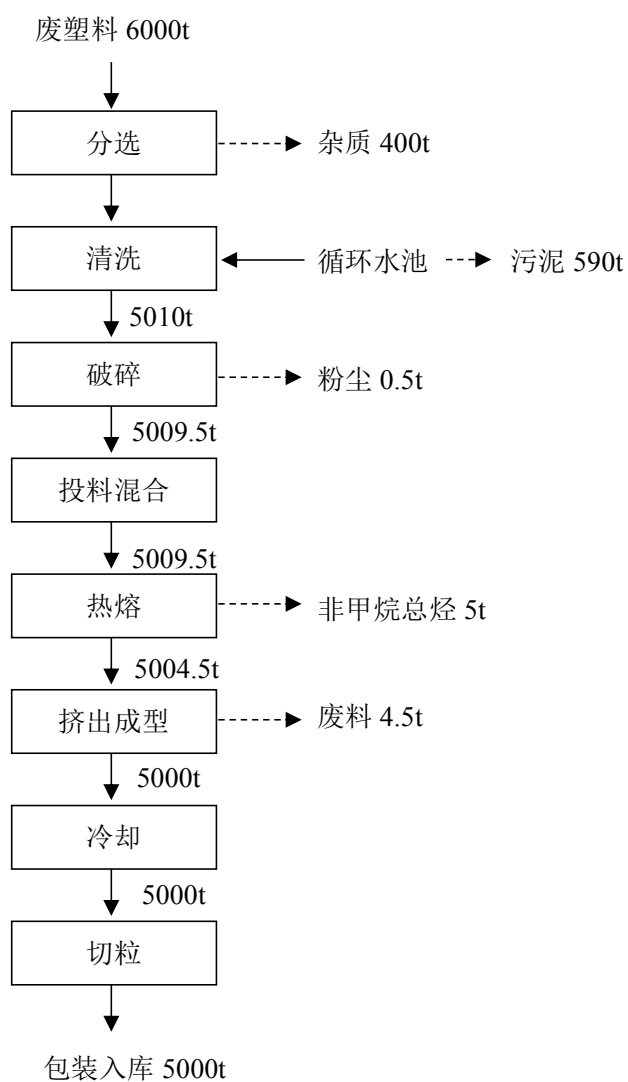 废塑料 6000t
分选
杂质 400t
清洗
循环水池
污泥 590t
5010t
破碎
粉尘 0.5t
5009.5t
投料混合
5009.5t
热熔
非甲烷总烃 5t
5004.5t
挤出成型
废料 4.5t
5000t
冷却
5000t
切粒
包装入库 5000t